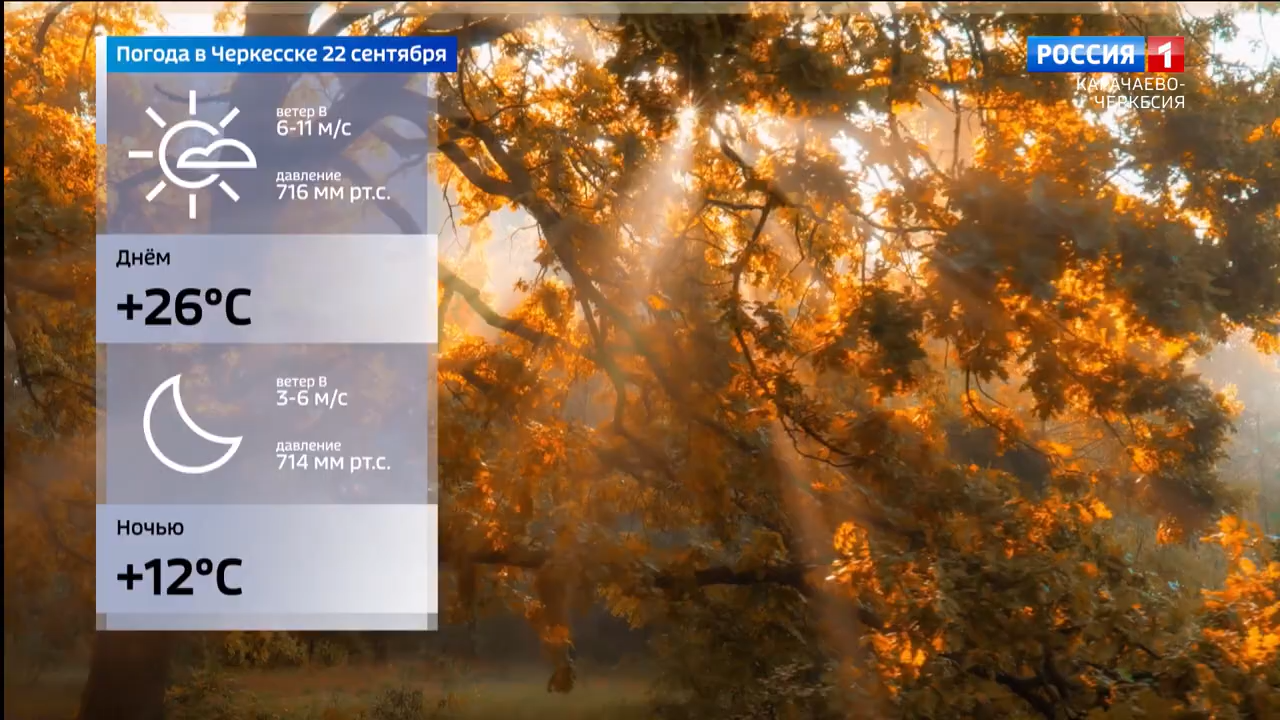 Погода в Черкесске 22 сентября
РОССИЯ 1
КАРАЧАЕВО-
ЧЕРКЕСИЯ
ветер В
6-11 м/с
давление
716 мм рт.с.
Днём
+26°C
ветер В
3-6 м/с
давление
714 мм рт.с.
Ночью
+12°C